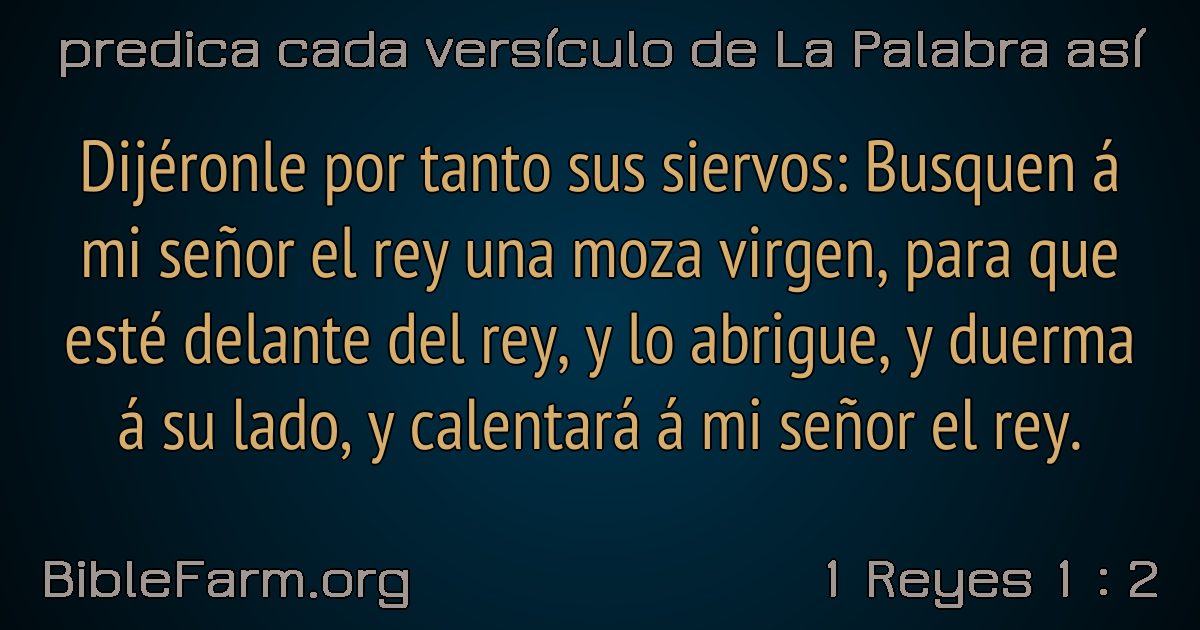 predica cada versículo de La Palabra así
Dijéronle por tanto sus siervos: Busquen á
mi señor el rey una moza virgen, para que
esté delante del rey, y lo abrigue, y duerma
á su lado, y calentará á mi señor el rey.
BibleFarm.org
1 Reyes 1 : 2